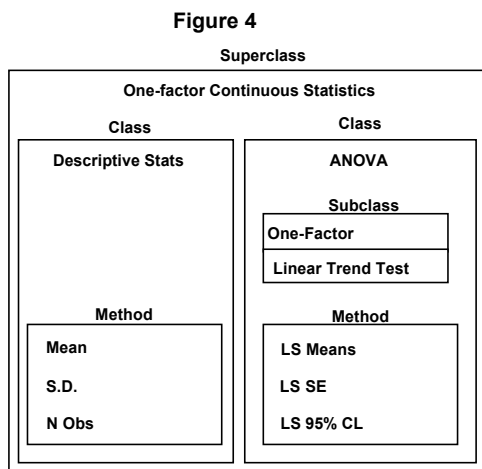 Figure 4
Superclass
One-factor Continuous Statistics
Class
Descriptive Stats
Method
Mean
S.D.
N Obs
Class
ANOVA
Subclass
One-Factor
Linear Trend Test
Method
LS Means
LS SE
LS 95% CL